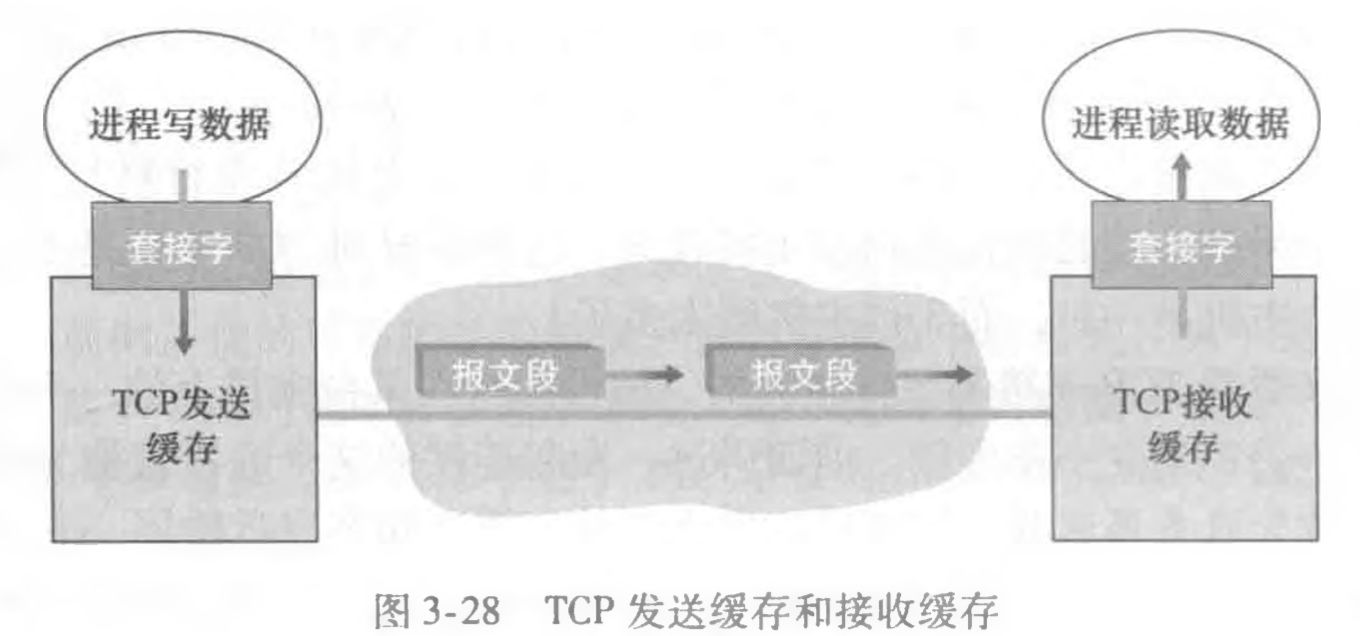 进程写数据
进程读取数据
套接字
套接字
报文段
报文段
TCP发送
缓存
TCP接收
缓存
图 3-28 TCP 发送缓存和接收缓存